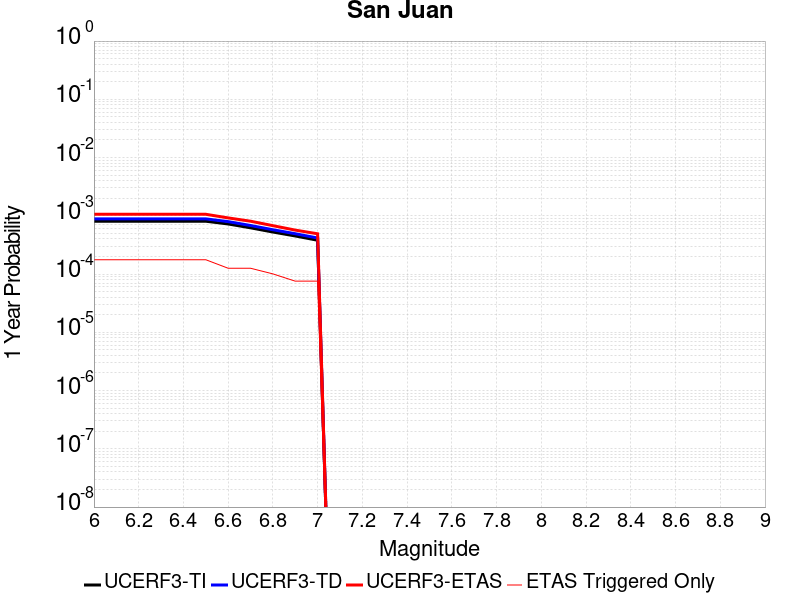 San Juan
10 0
10 -1
10 -2
10 -3
10 -4
10 -5
10 -6
10 -7
10 -8
1 Year Probability
6 6.2 6.4 6.6 6.8 7 7.2 7.4 7.6 7.8 8 8.2 8.4 8.6 8.8 9
Magnitude
UCERF3-TI UCERF3-TD UCERF3-ETAS ETAS Triggered Only